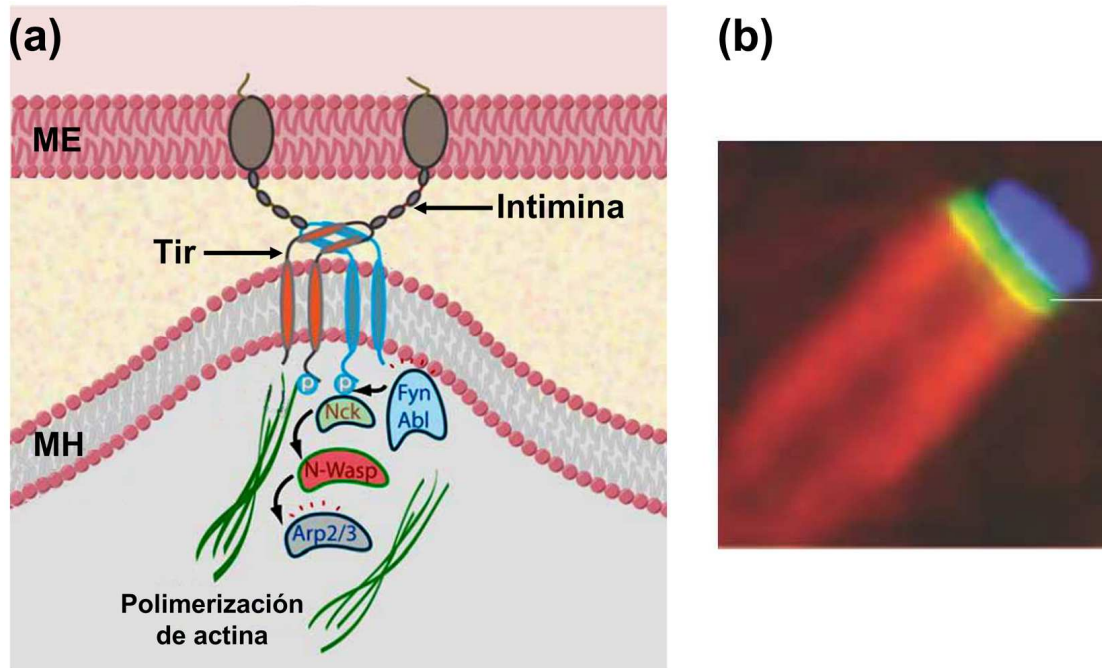 (a)
(b)
ME
Intimina
Tir
p
p
Fyn
Abl
Nck
MH
N-Wasp
Arp2/3
Polimerización
de actina